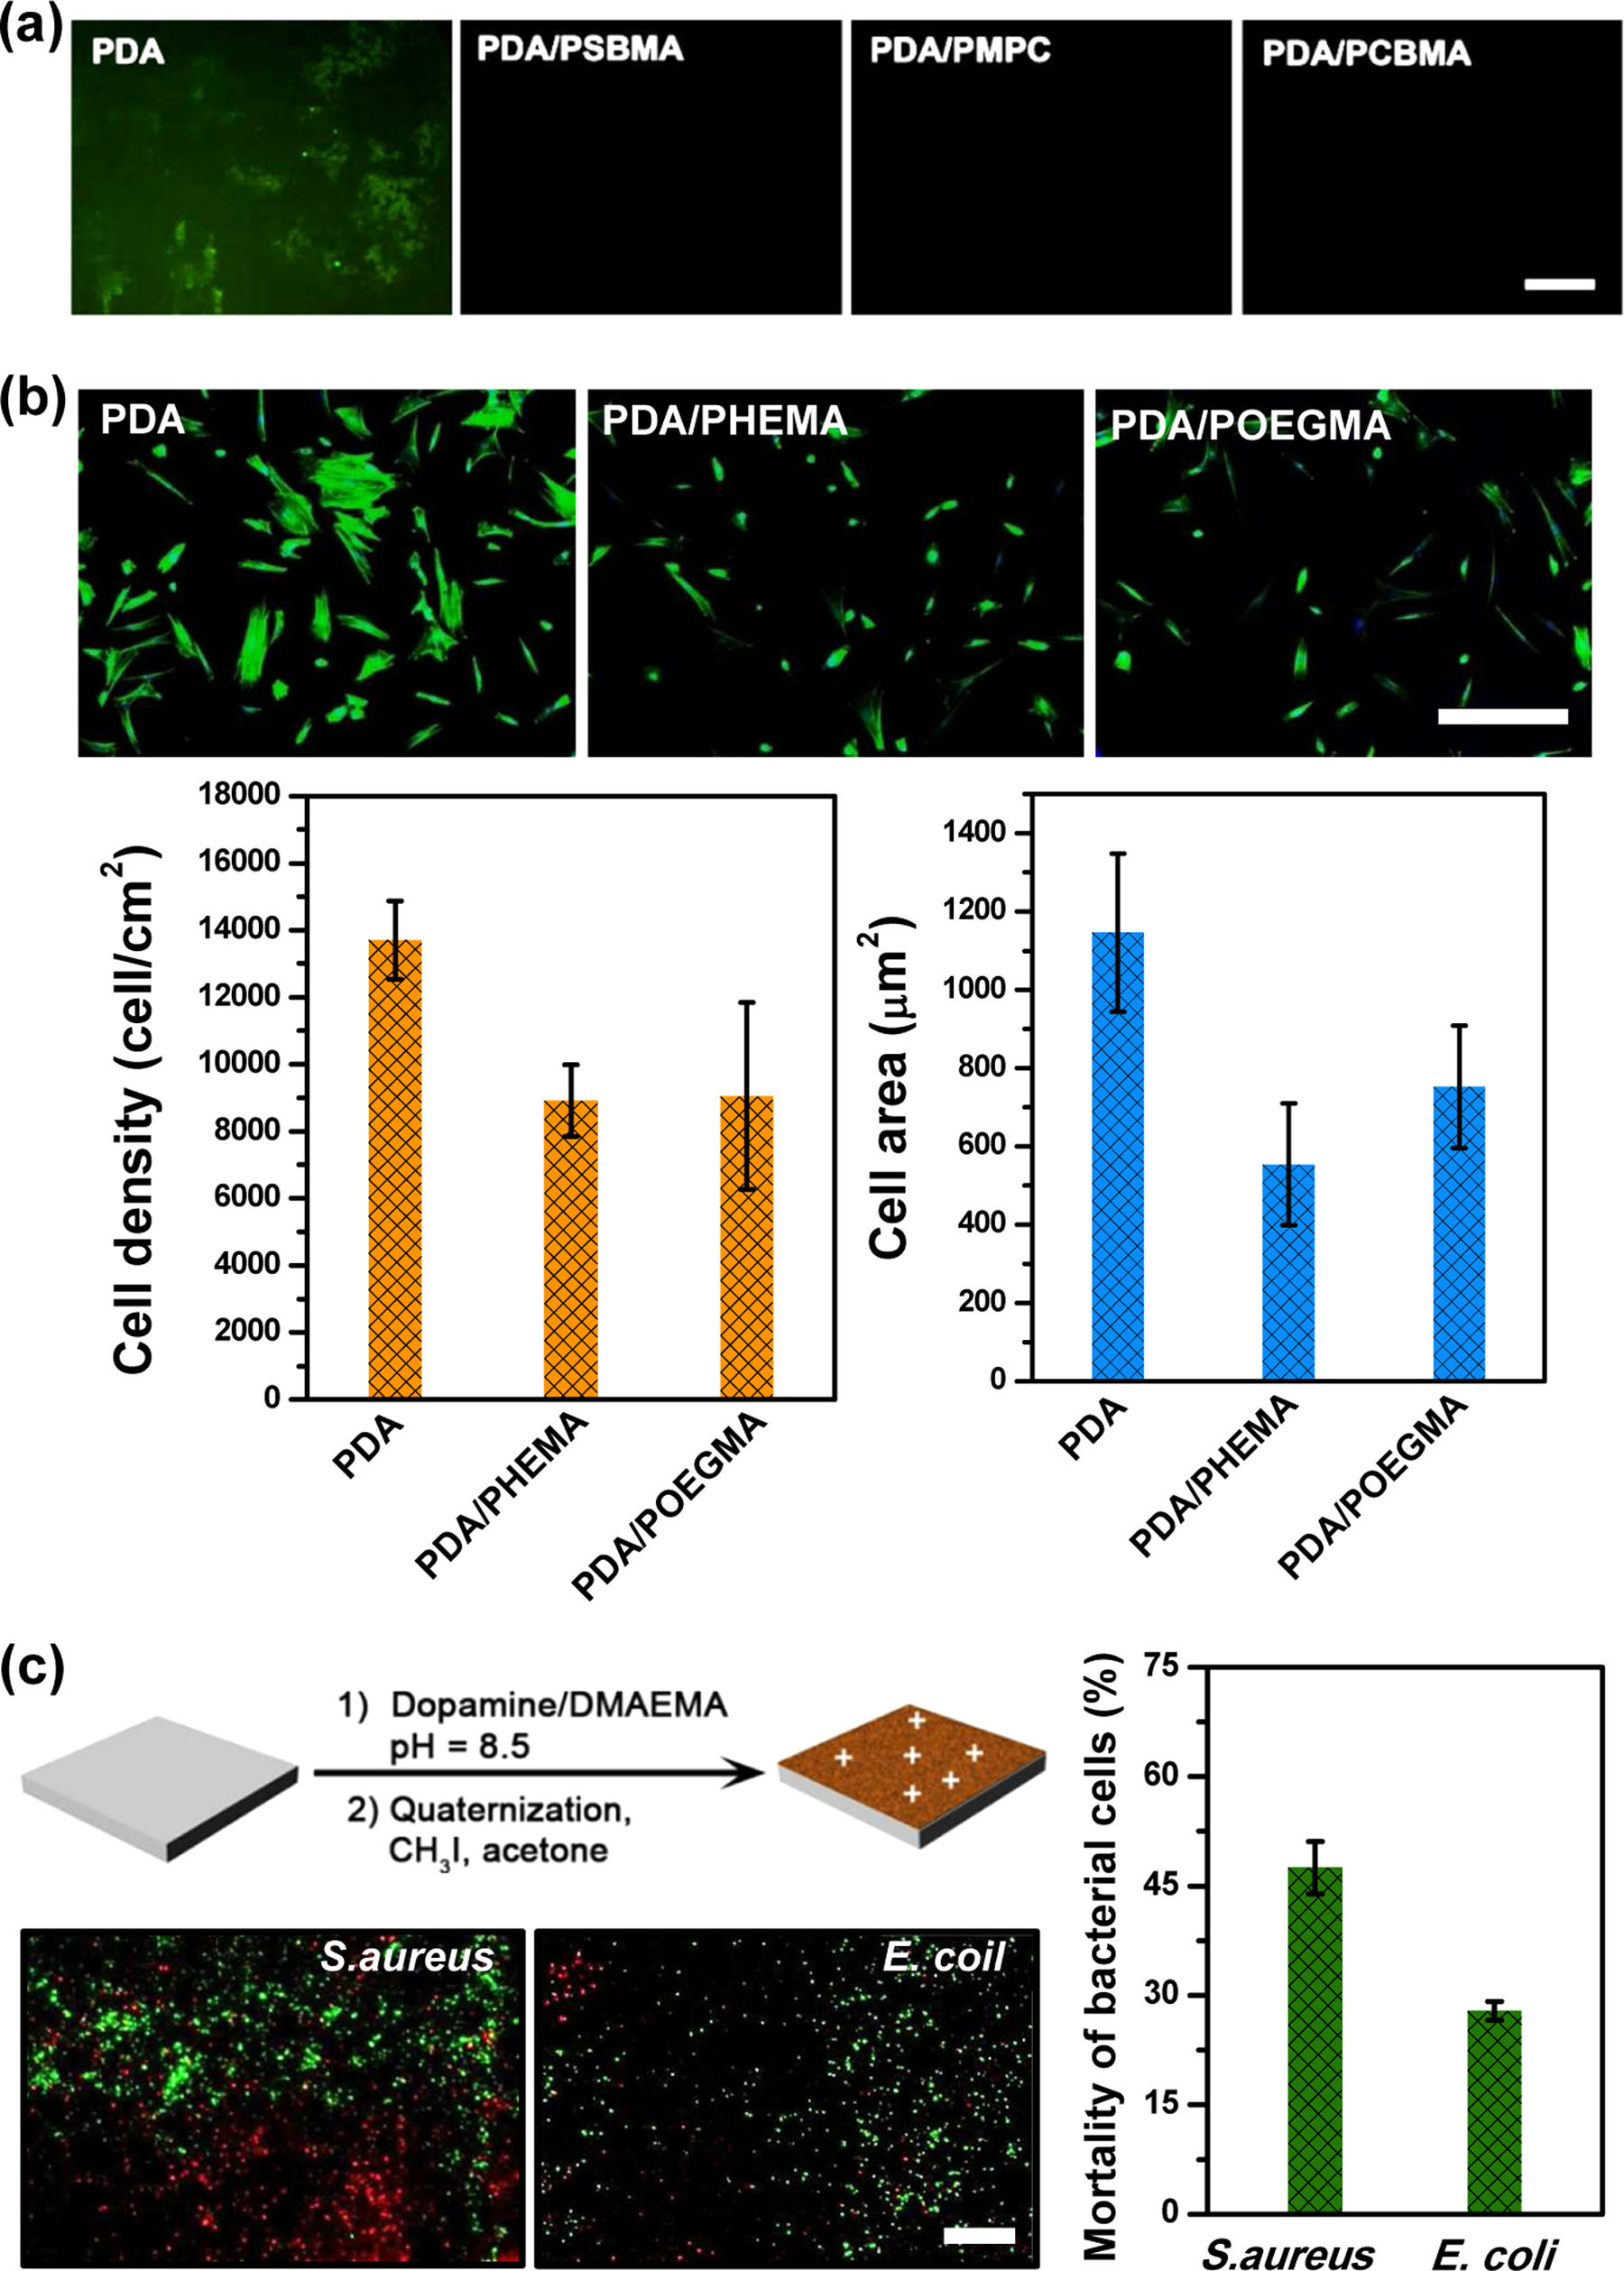 (a)
PDA
PDA/PSBMA
PDA/PMPC
PDA/PCBMA
(b)
PDA
PDA/PHEMA
PDA/POEGMA
Cell density (cell/cm²)
18000
16000
14000
12000
10000
8000
6000
4000
2000
0
PDA
PDA/PHEMA
PDA/POEGMA
Cell area (μm²)
1400
1200
1000
800
600
400
200
0
PDA
PDA/PHEMA
PDA/POEGMA
(c)
1) Dopamine/DMAEMA
pH = 8.5
2) Quaternization,
CH₃I, acetone
S.aureus
E. coil
Mortality of bacterial cells (%)
75
60
45
30
15
0
S.aureus
E. coli